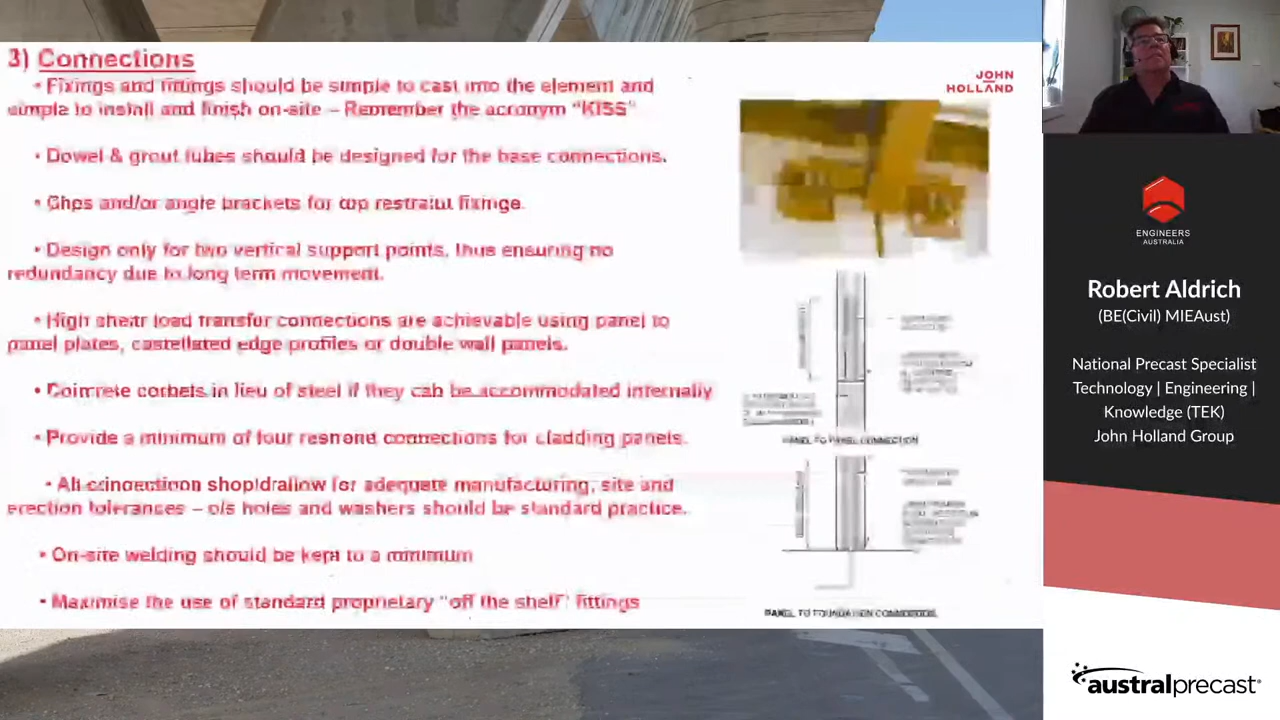 3) Connections
• Fixings and fittings should be simple to cast into the element and
simple to install and finish on-site – Remember the acronym "KISS"
• Dowel & grout tubes should be designed for the base connections.
• Clips and/or angle brackets for top restraint fixings.
• Design only for two vertical support points, thus ensuring no
redundancy due to long term movement.
• High shear load transfer connections are achievable using panel to
panel plates, castellated edge profiles or double wall panels.
• Concrete corbels in lieu of steel if they can be accommodated internally
• Provide a minimum of four restraint connections for cladding panels.
• All connection should allow for adequate manufacturing, site and
erection tolerances – o/s holes and washers should be standard practice.
• On-site welding should be kept to a minimum
• Maximise the use of standard proprietary "off the shelf" fittings
JOHN
HOLLAND
PANEL TO PANEL CONNECTION
PANEL TO FOUNDATION CONNECTION
ENGINEERS
AUSTRALIA
Robert Aldrich
(BE(Civil) MIEAust)
National Precast Specialist
Technology | Engineering |
Knowledge (TEK)
John Holland Group
australprecast